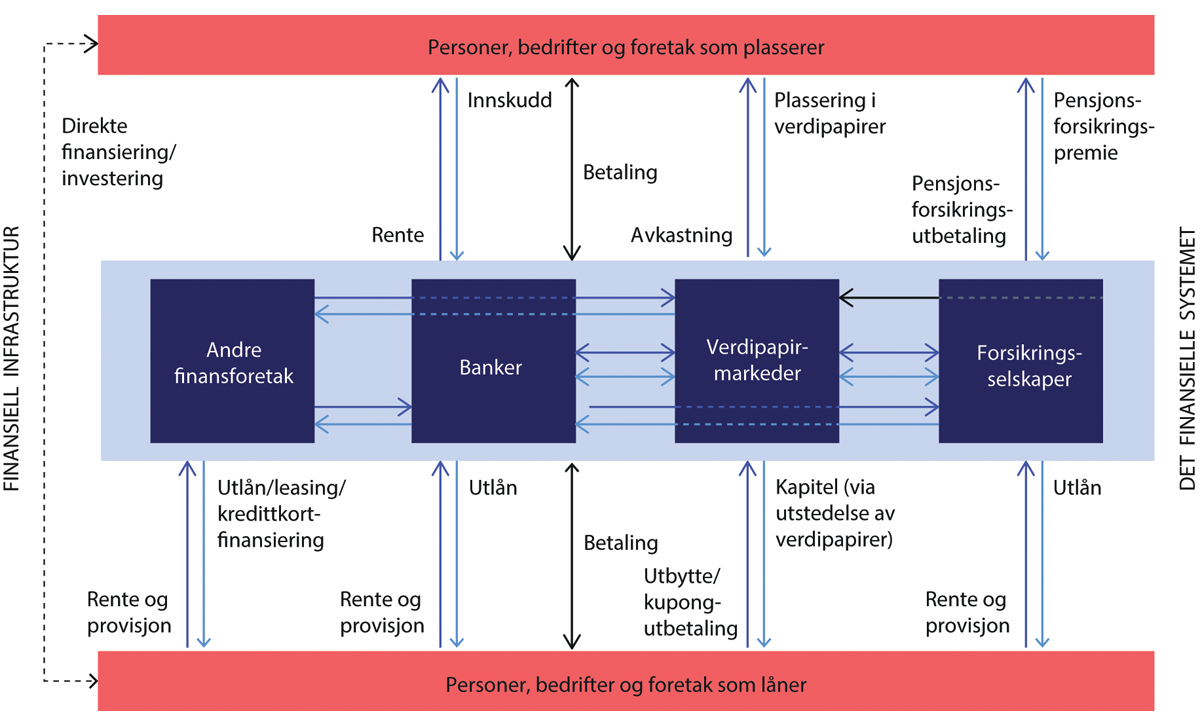 Personer, bedrifter og foretak som plasserer
Direkte
finansiering/
investering
Innskudd
Rente
Betaling
Plassering i
verdipapirer
Avkastning
Pensjons-
forsikrings-
premie
Pensjons-
forsikrings-
utbetaling
FINANSIELL INFRASTRUKTUR
DET FINANSIELLE SYSTEMET
Andre
finansforetak
Banker
Verdipapir-
markeder
Forsikrings-
selskaper
Utlån/leasing/
kredittkort-
finansiering
Rente og
provisjon
Utlån
Rente og
provisjon
Betaling
Kapitel (via
utstedelse av
verdipapirer)
Utbytte/
kupong-
utbetaling
Utlån
Rente og
provisjon
Personer, bedrifter og foretak som låner